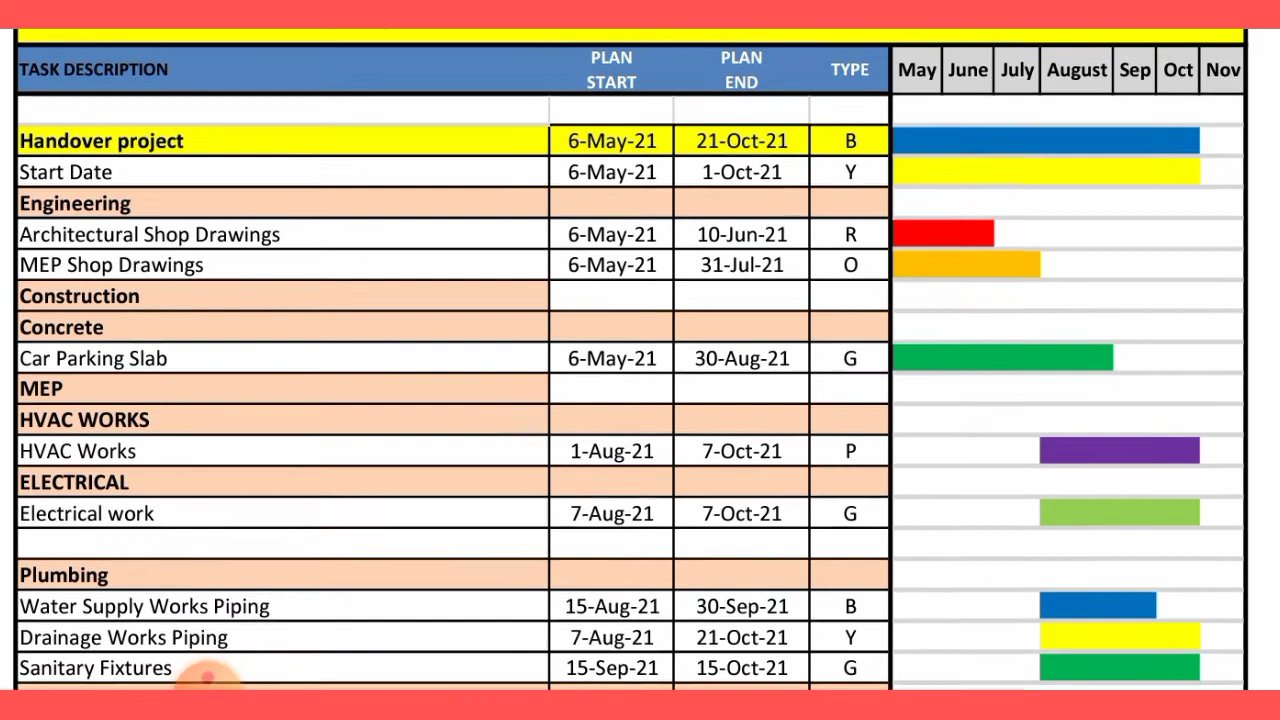 TASK DESCRIPTION PLAN START PLAN END TYPE May June July August Sep Oct Nov
Handover project 6-May-21 21-Oct-21 B
Start Date 6-May-21 1-Oct-21 Y
Engineering
Architectural Shop Drawings 6-May-21 10-Jun-21 R
MEP Shop Drawings 6-May-21 31-Jul-21 O
Construction
Concrete
Car Parking Slab 6-May-21 30-Aug-21 G
MEP
HVAC WORKS
HVAC Works 1-Aug-21 7-Oct-21 P
ELECTRICAL
Electrical work 7-Aug-21 7-Oct-21 G
Plumbing
Water Supply Works Piping 15-Aug-21 30-Sep-21 B
Drainage Works Piping 7-Aug-21 21-Oct-21 Y
Sanitary Fixtures 15-Sep-21 15-Oct-21 G